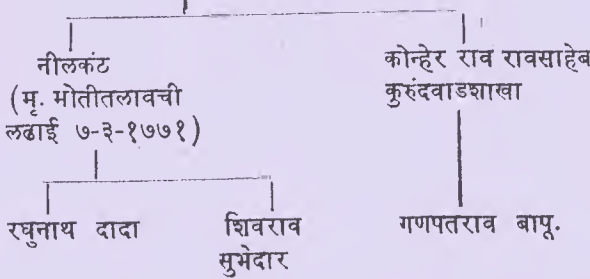 नीलकंट
(मृ. मोतीतलावची
लढाई ७-३-१७७१)
कोन्हेर राव रावसाहेब
कुरुंदवाडशाखा
रघुनाथ दादा
शिवराव
सुभेदार
गणपतराव बापू.